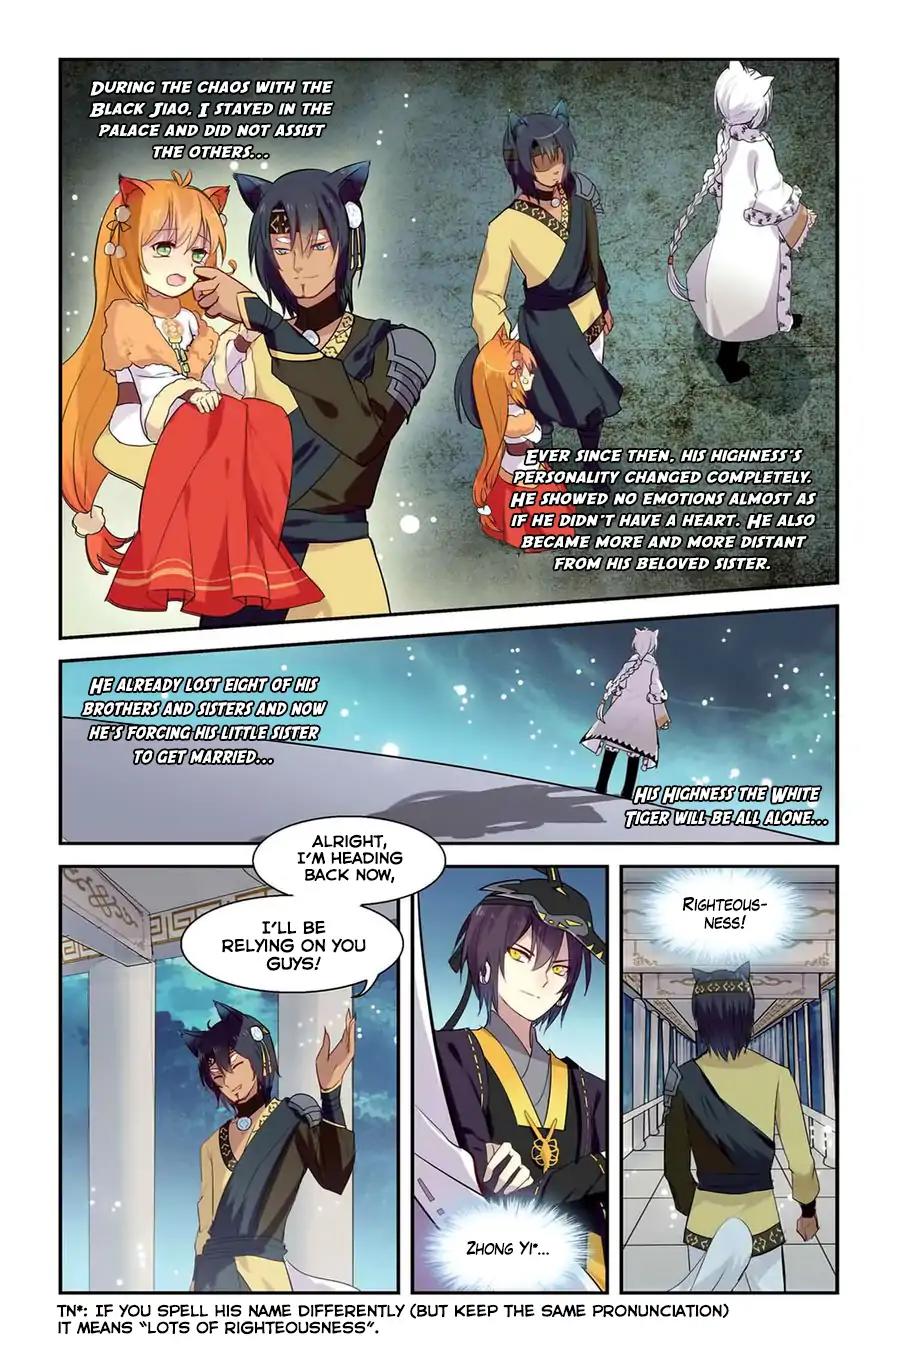 DURING THE CHAOS WITH THE
BLACK JIAO, I STAYED IN THE
PALACE AND DID NOT ASSIST
THE OTHERS...
EVER SINCE THEN, HIS HIGHNESS'S
PERSONALITY CHANGED COMPLETELY.
HE SHOWED NO EMOTIONS ALMOST AS
IF HE DIDN'T HAVE A HEART. HE ALSO
BECAME MORE AND MORE DISTANT
FROM HIS BELOVED SISTER.
HE ALREADY LOST EIGHT OF HIS
BROTHERS AND SISTERS AND NOW
HE'S FORCING HIS LITTLE SISTER
TO GET MARRIED...
HIS HIGHNESS THE WHITE
TIGER WILL BE ALL ALONE...
ALRIGHT,
I'M HEADING
BACK NOW,
I'LL BE
RELYING ON YOU
GUYS!
ZHONG YI*...
RIGHTEOUS-
NESS!
TN*: IF YOU SPELL HIS NAME DIFFERENTLY (BUT KEEP THE SAME PRONUNCIATION)
IT MEANS "LOTS OF RIGHTEOUSNESS".